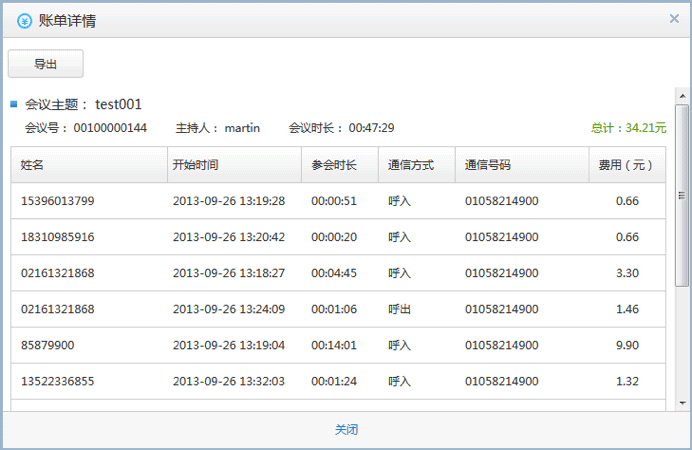 账单详情
导出
会议主题： test001
会议号： 00100000144 主持人： martin 会议时长： 00:47:29 总计：34.21元
姓名 开始时间 参会时长 通信方式 通信号码 费用（元）
15396013799 2013-09-26 13:19:28 00:00:51 呼入 01058214900 0.66
18310985916 2013-09-26 13:20:42 00:00:20 呼入 01058214900 0.66
02161321868 2013-09-26 13:18:27 00:04:45 呼入 01058214900 3.30
02161321868 2013-09-26 13:24:09 00:01:06 呼出 01058214900 1.46
85879900 2013-09-26 13:19:04 00:14:01 呼入 01058214900 9.90
13522336855 2013-09-26 13:32:03 00:01:24 呼入 01058214900 1.32
关闭